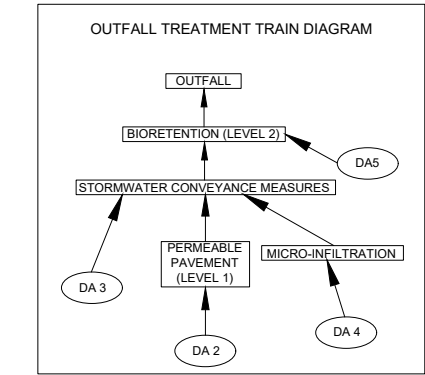 OUTFALL TREATMENT TRAIN DIAGRAM
OUTFALL
BIORETENTION (LEVEL 2)
DA5
STORMWATER CONVEYANCE MEASURES
PERMEABLE
PAVEMENT
(LEVEL 1)
MICRO-INFILTRATION
DA 3
DA 2
DA 4